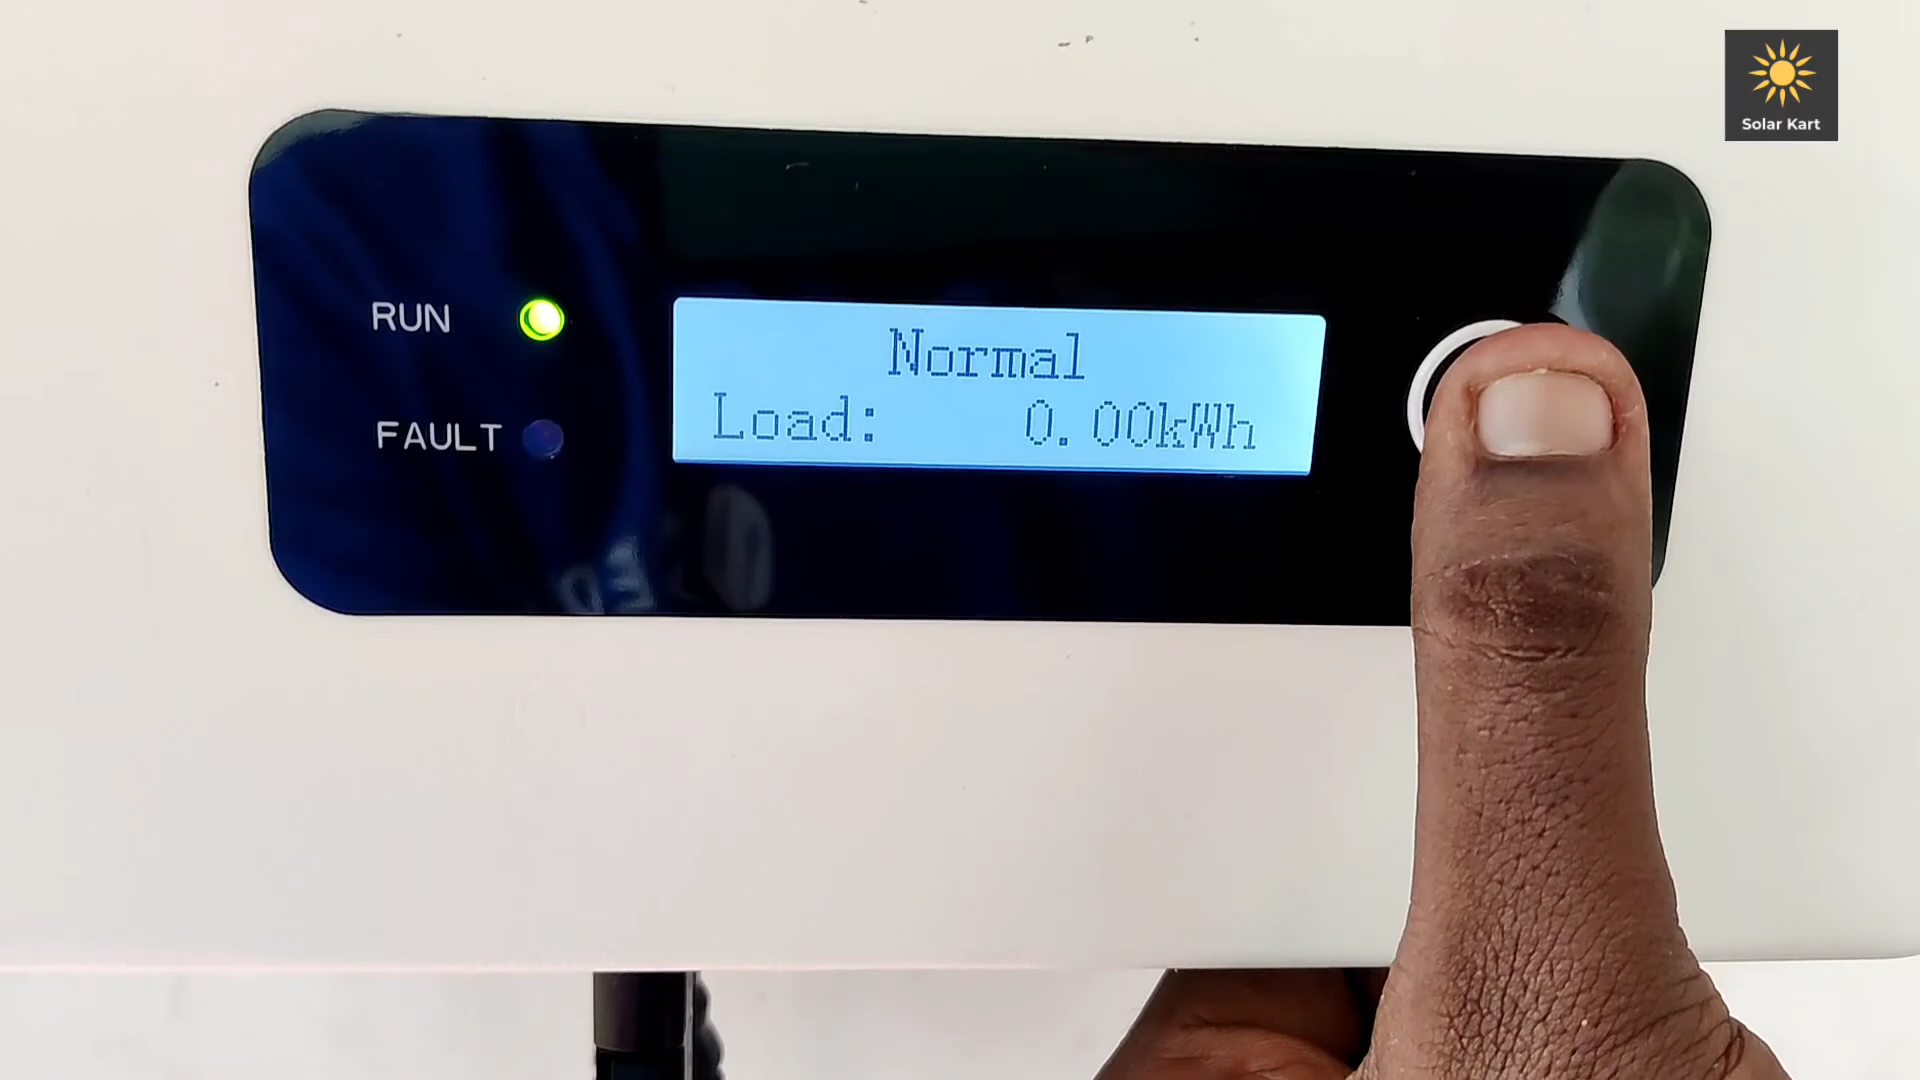 Solar Kart
RUN
Normal
Load: 0.00kWh
FAULT